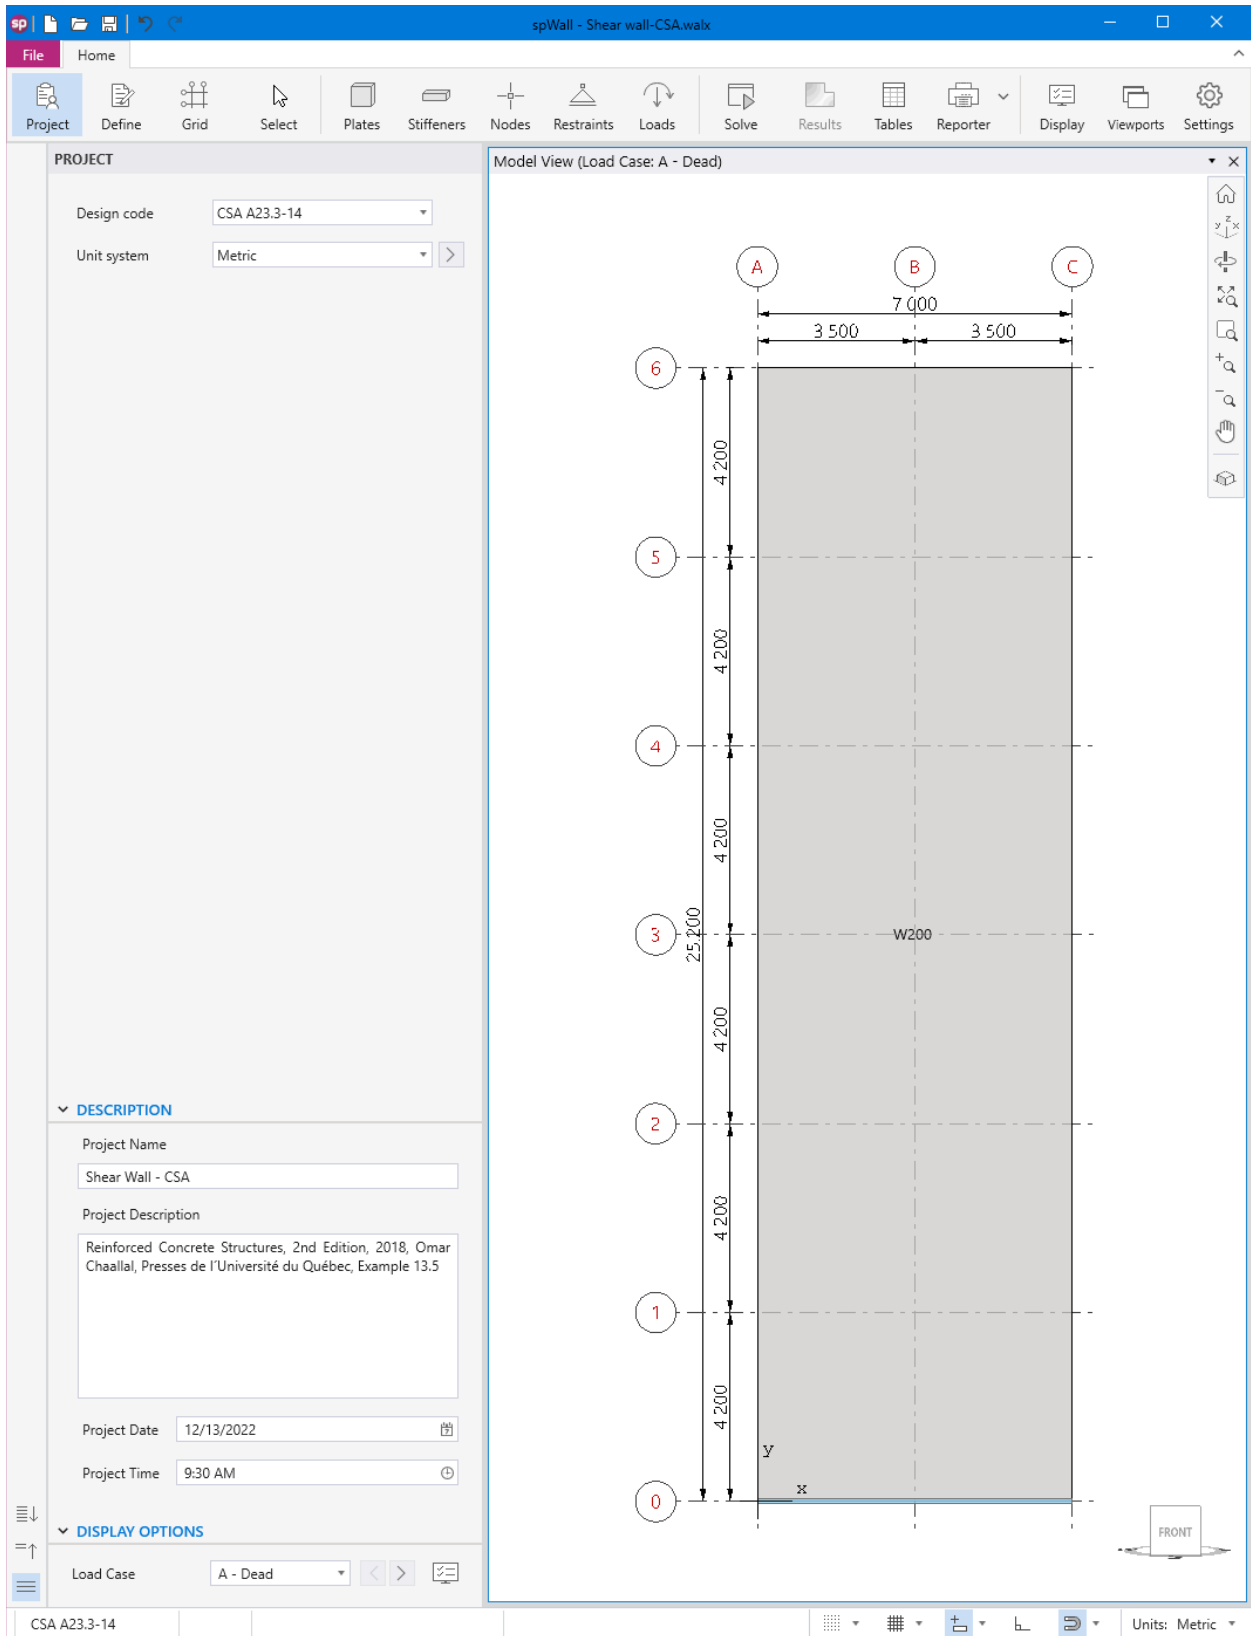 sp
spWall - Shear wall-CSA.walx
File
Home
Project
Define
Grid
Select
Plates
Stiffeners
Nodes
Restraints
Loads
Solve
Results
Tables
Reporter
Display
Viewports
Settings
PROJECT
Design code
CSA A23.3-14
Unit system
Metric
DESCRIPTION
Project Name
Shear Wall - CSA
Project Description
Reinforced Concrete Structures, 2nd Edition, 2018, Omar
Chaallal, Presses de l´Université du Québec, Example 13.5
Project Date
12/13/2022
Project Time
9:30 AM
DISPLAY OPTIONS
Load Case
A - Dead
Model View (Load Case: A - Dead)
A
B
C
7 000
3 500
3 500
6
4 200
5
4 200
4
4 200
25 200
3
W200
4 200
2
4 200
1
4 200
y
x
0
y z x
FRONT
CSA A23.3-14
Units: Metric